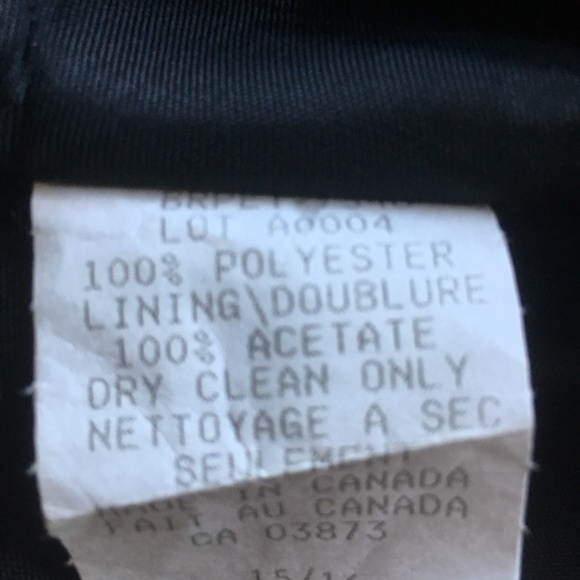 LOT A0004
100% POLYESTER
LINING\DOUBLURE
100% ACETATE
DRY CLEAN ONLY
NETTOYAGE A SEC
SEULEMENT
MADE IN CANADA
FAIT AU CANADA
CA 03873